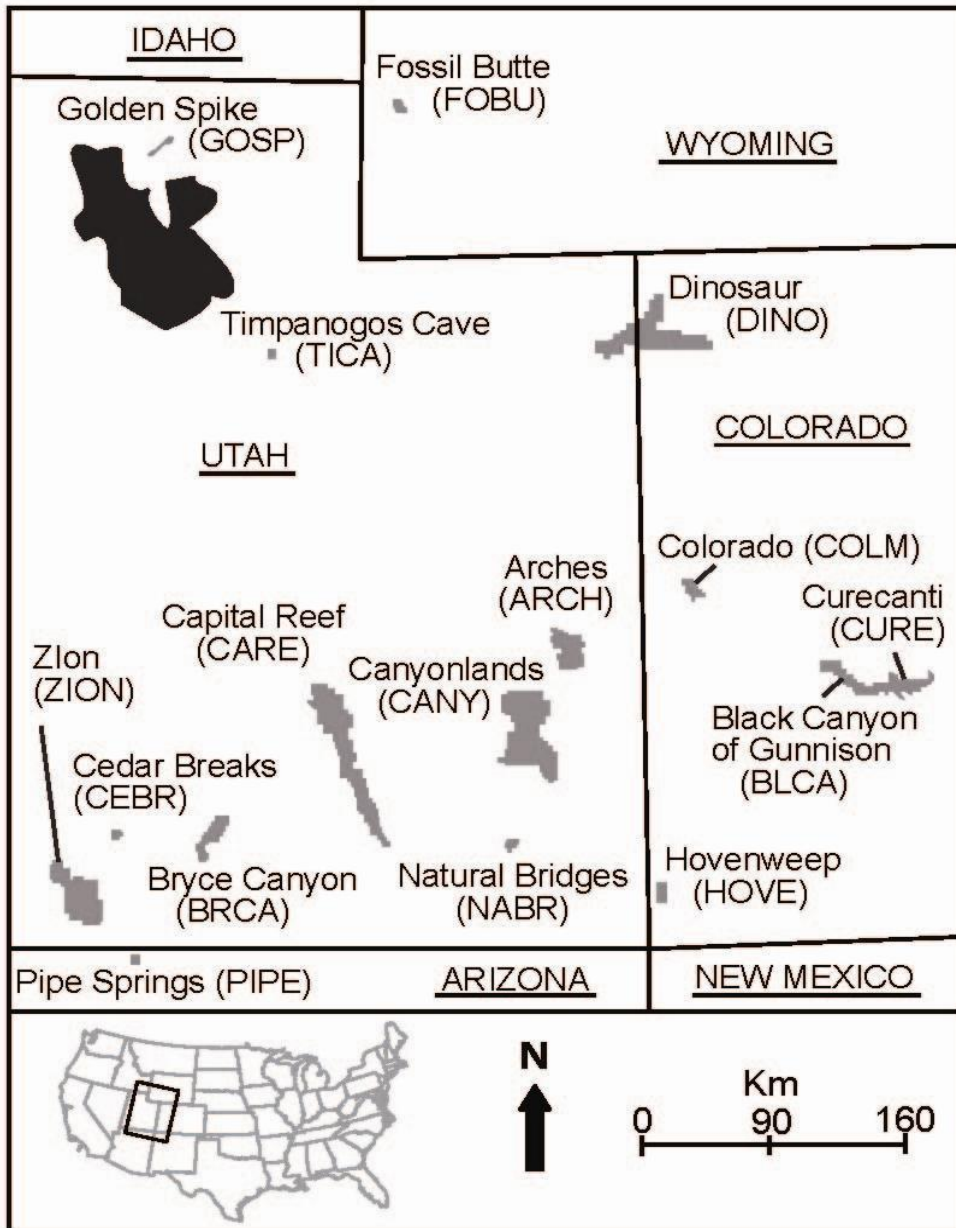 IDAHO
Fossil Butte
(FOBU)
Golden Spike
(GOSP)
WYOMING
Dinosaur
(DINO)
Timpanogos Cave
(TICA)
COLORADO
UTAH
Colorado (COLM)
Arches
(ARCH)
Curecanti
(CURE)
Capital Reef
(CARE)
ZIon
(ZION)
Canyonlands
(CANY)
Black Canyon
of Gunnison
(BLCA)
Cedar Breaks
(CEBR)
Bryce Canyon
(BRCA)
Natural Bridges
(NABR)
Hovenweep
(HOVE)
Pipe Springs (PIPE)
ARIZONA
NEW MEXICO
N
Km
0 90 160